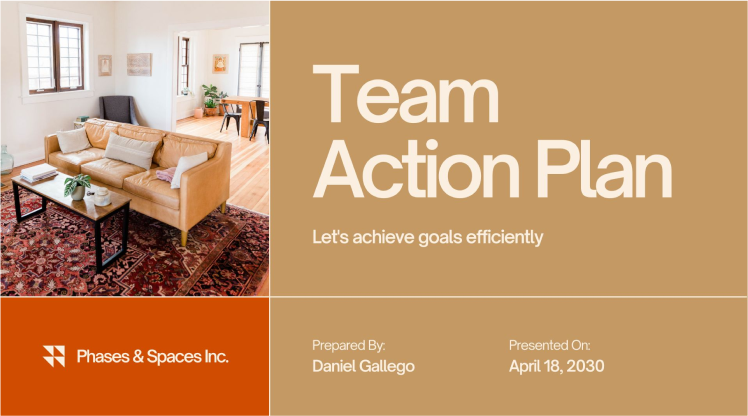 Team
Action Plan
Let's achieve goals efficiently
Phases & Spaces Inc.
Prepared By:
Daniel Gallego
Presented On:
April 18, 2030